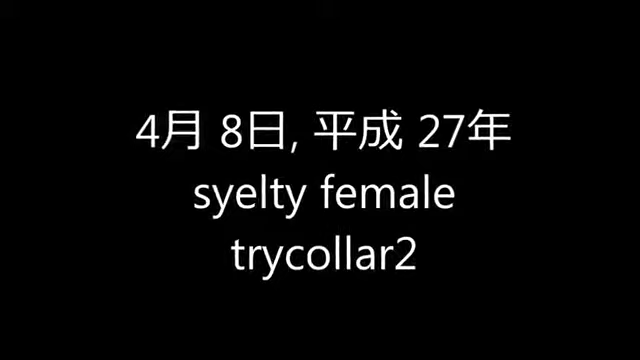 4月 8日, 平成 27年
syelty female
trycollar2